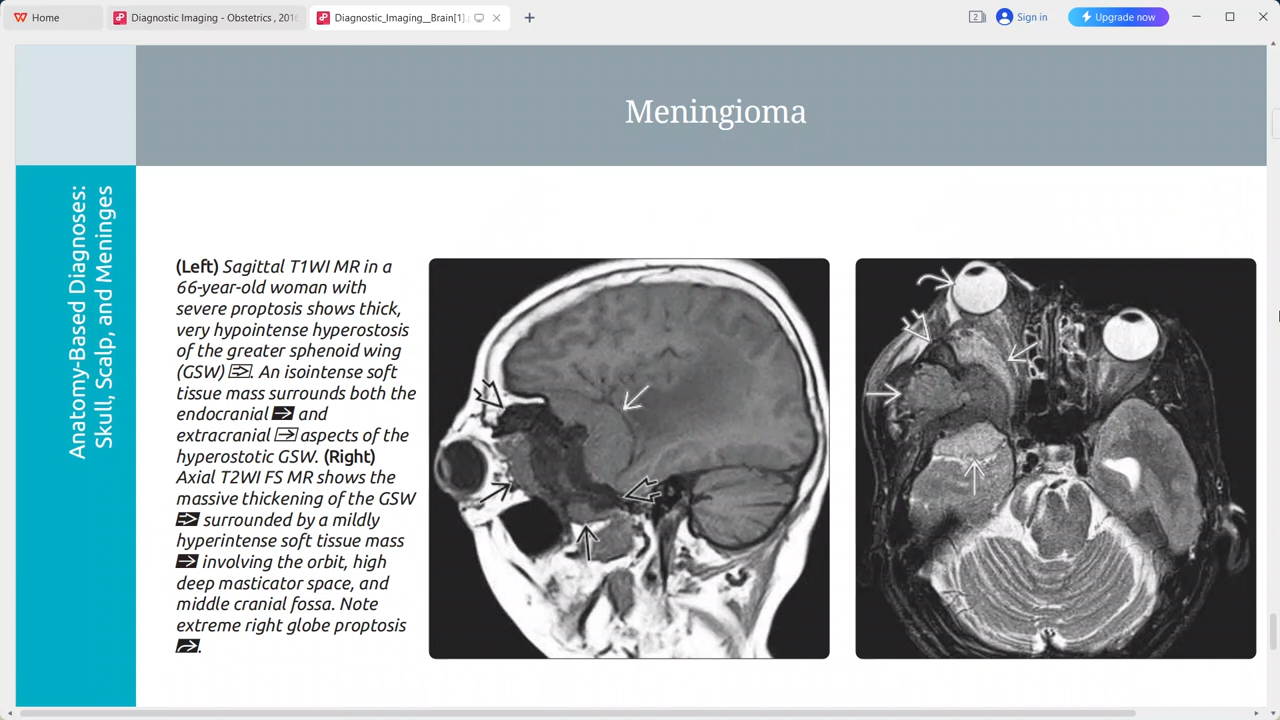 Home
Diagnostic Imaging - Obstetrics , 201
Diagnostic_Imaging__Brain[1].
2
Sign in
Upgrade now
Meningioma
Anatomy-Based Diagnoses:
Skull, Scalp, and Meninges
(Left) Sagittal T1WI MR in a
66-year-old woman with
severe proptosis shows thick,
very hypointense hyperostosis
of the greater sphenoid wing
(GSW) . An isointense soft
tissue mass surrounds both the
endocranial and
extracranial aspects of the
hyperostotic GSW. (Right)
Axial T2WI FS MR shows the
massive thickening of the GSW
surrounded by a mildly
hyperintense soft tissue mass
involving the orbit, high
deep masticator space, and
middle cranial fossa. Note
extreme right globe proptosis
.